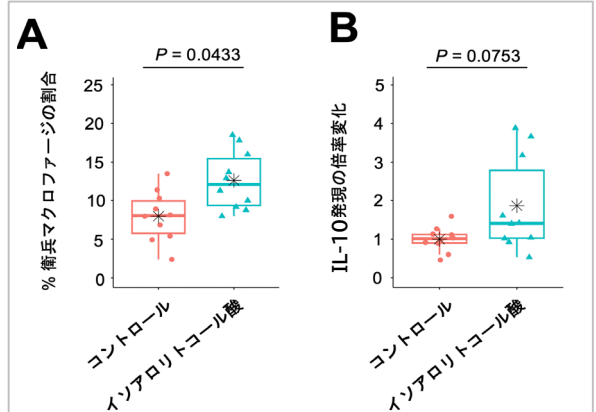 A
P = 0.0433
% 衛兵マクロファージの割合
25
20
15
10
5
0
コントロール
イソアロリトコール酸
B
P = 0.0753
IL-10発現の倍率変化
5
4
3
2
1
0
コントロール
イソアロリトコール酸